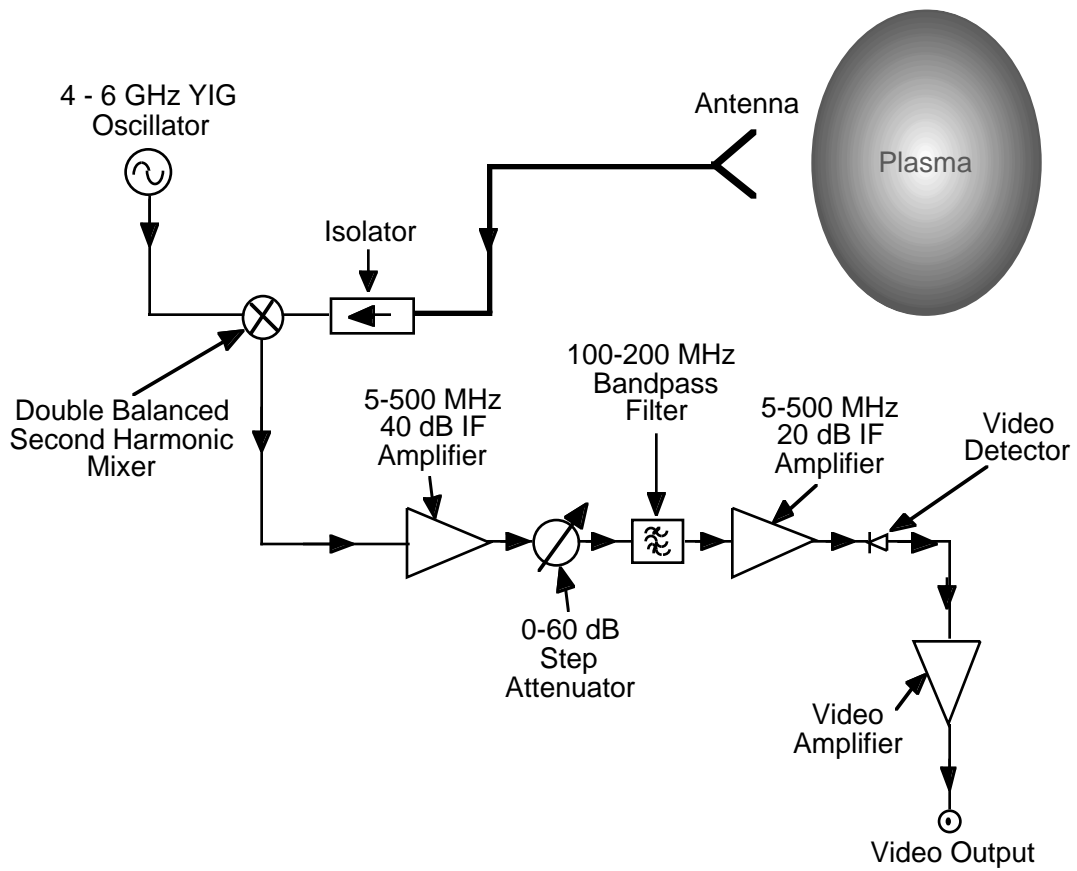 4 - 6 GHz YIG
Oscillator
Antenna
Plasma
Isolator
Double Balanced
Second Harmonic
Mixer
5-500 MHz
40 dB IF
Amplifier
100-200 MHz
Bandpass
Filter
5-500 MHz
20 dB IF
Amplifier
Video
Detector
0-60 dB
Step
Attenuator
Video
Amplifier
Video Output